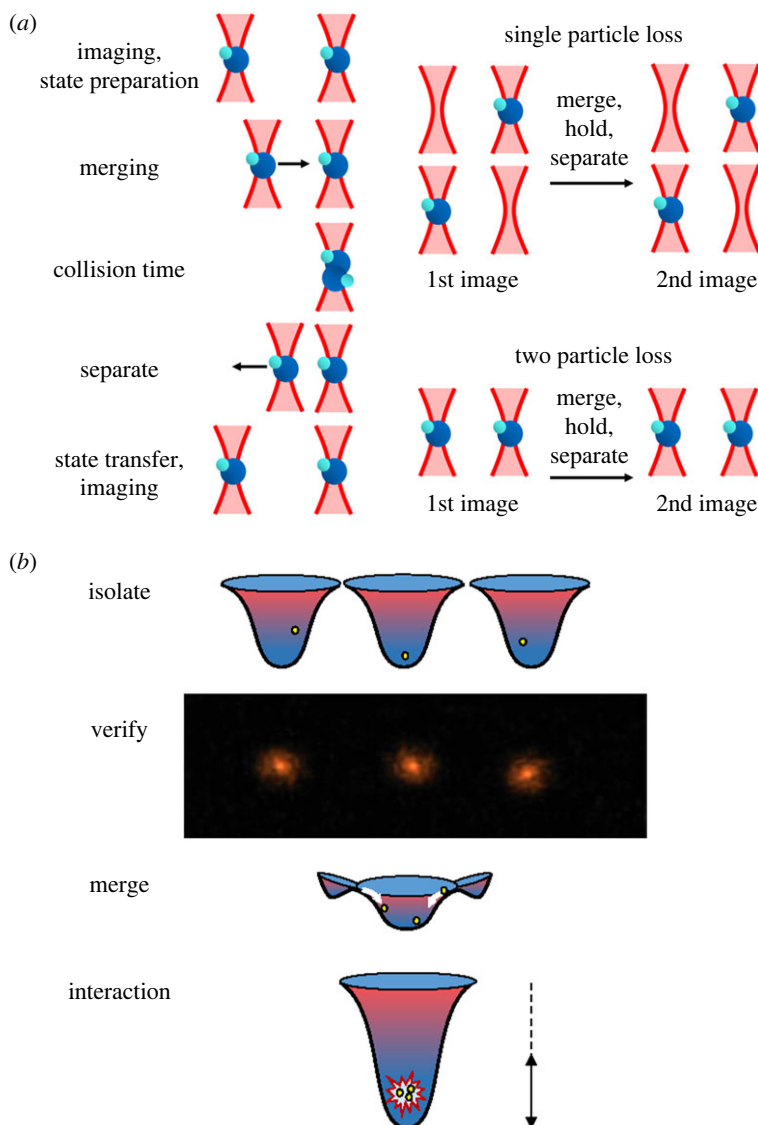 (a)
imaging,
state preparation
merging
collision time
separate
state transfer,
imaging
single particle loss
merge,
hold,
separate
1st image
2nd image
two particle loss
merge,
hold,
separate
1st image
2nd image
(b)
isolate
verify
merge
interaction